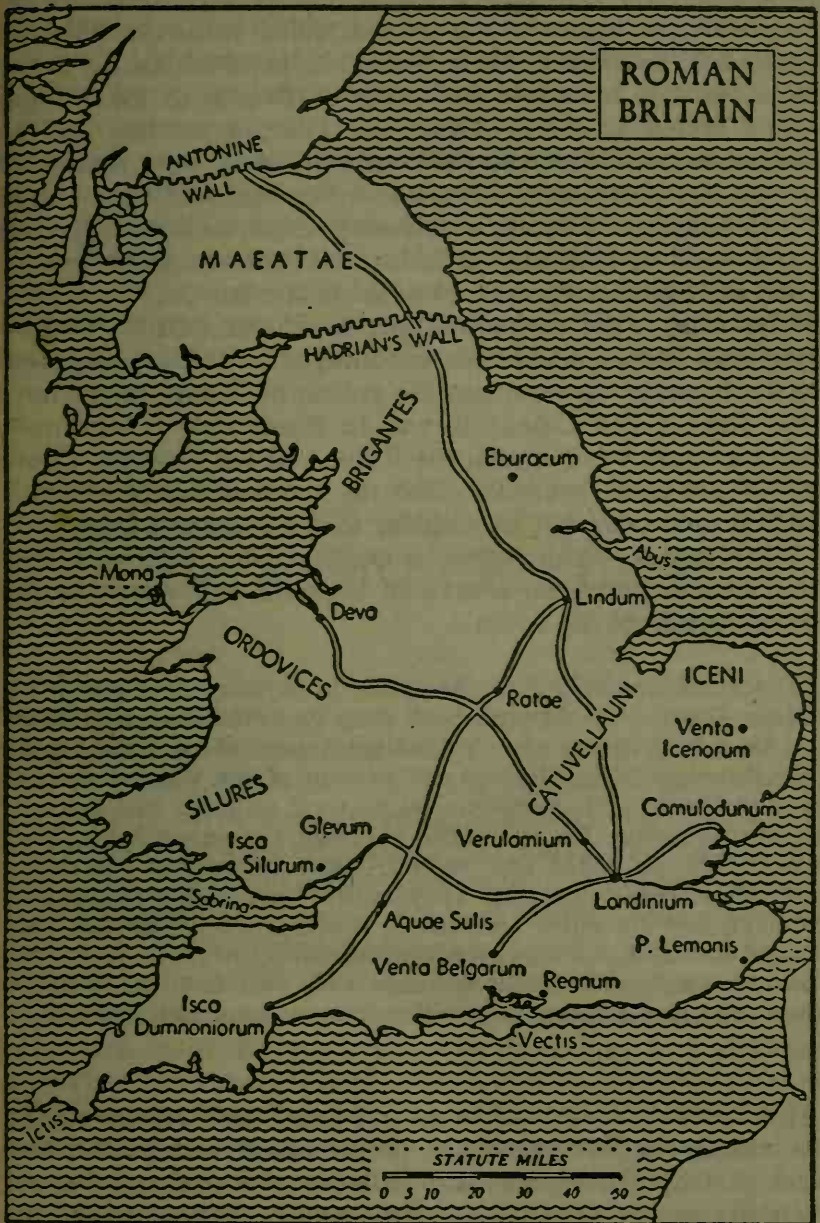 ROMAN
BRITAIN
ANTONINE
WALL
MAEATAE
HADRIAN'S WALL
BRIGANTES
Eburacum
Abus
Mona
Deva
Lindum
ORDOVICES
ICENI
Ratae
CATUVELLAUNI
Venta
Icenorum
SILURES
Glevum
Camulodunum
Verulamium
Isca
Silurum
Sabrina
Londinium
Aquae Sulis
P. Lemanis
Venta Belgarum
Regnum
Isca
Dumnoniorum
Vectis
Ictis
STATUTE MILES
0 5 10 20 30 40 50